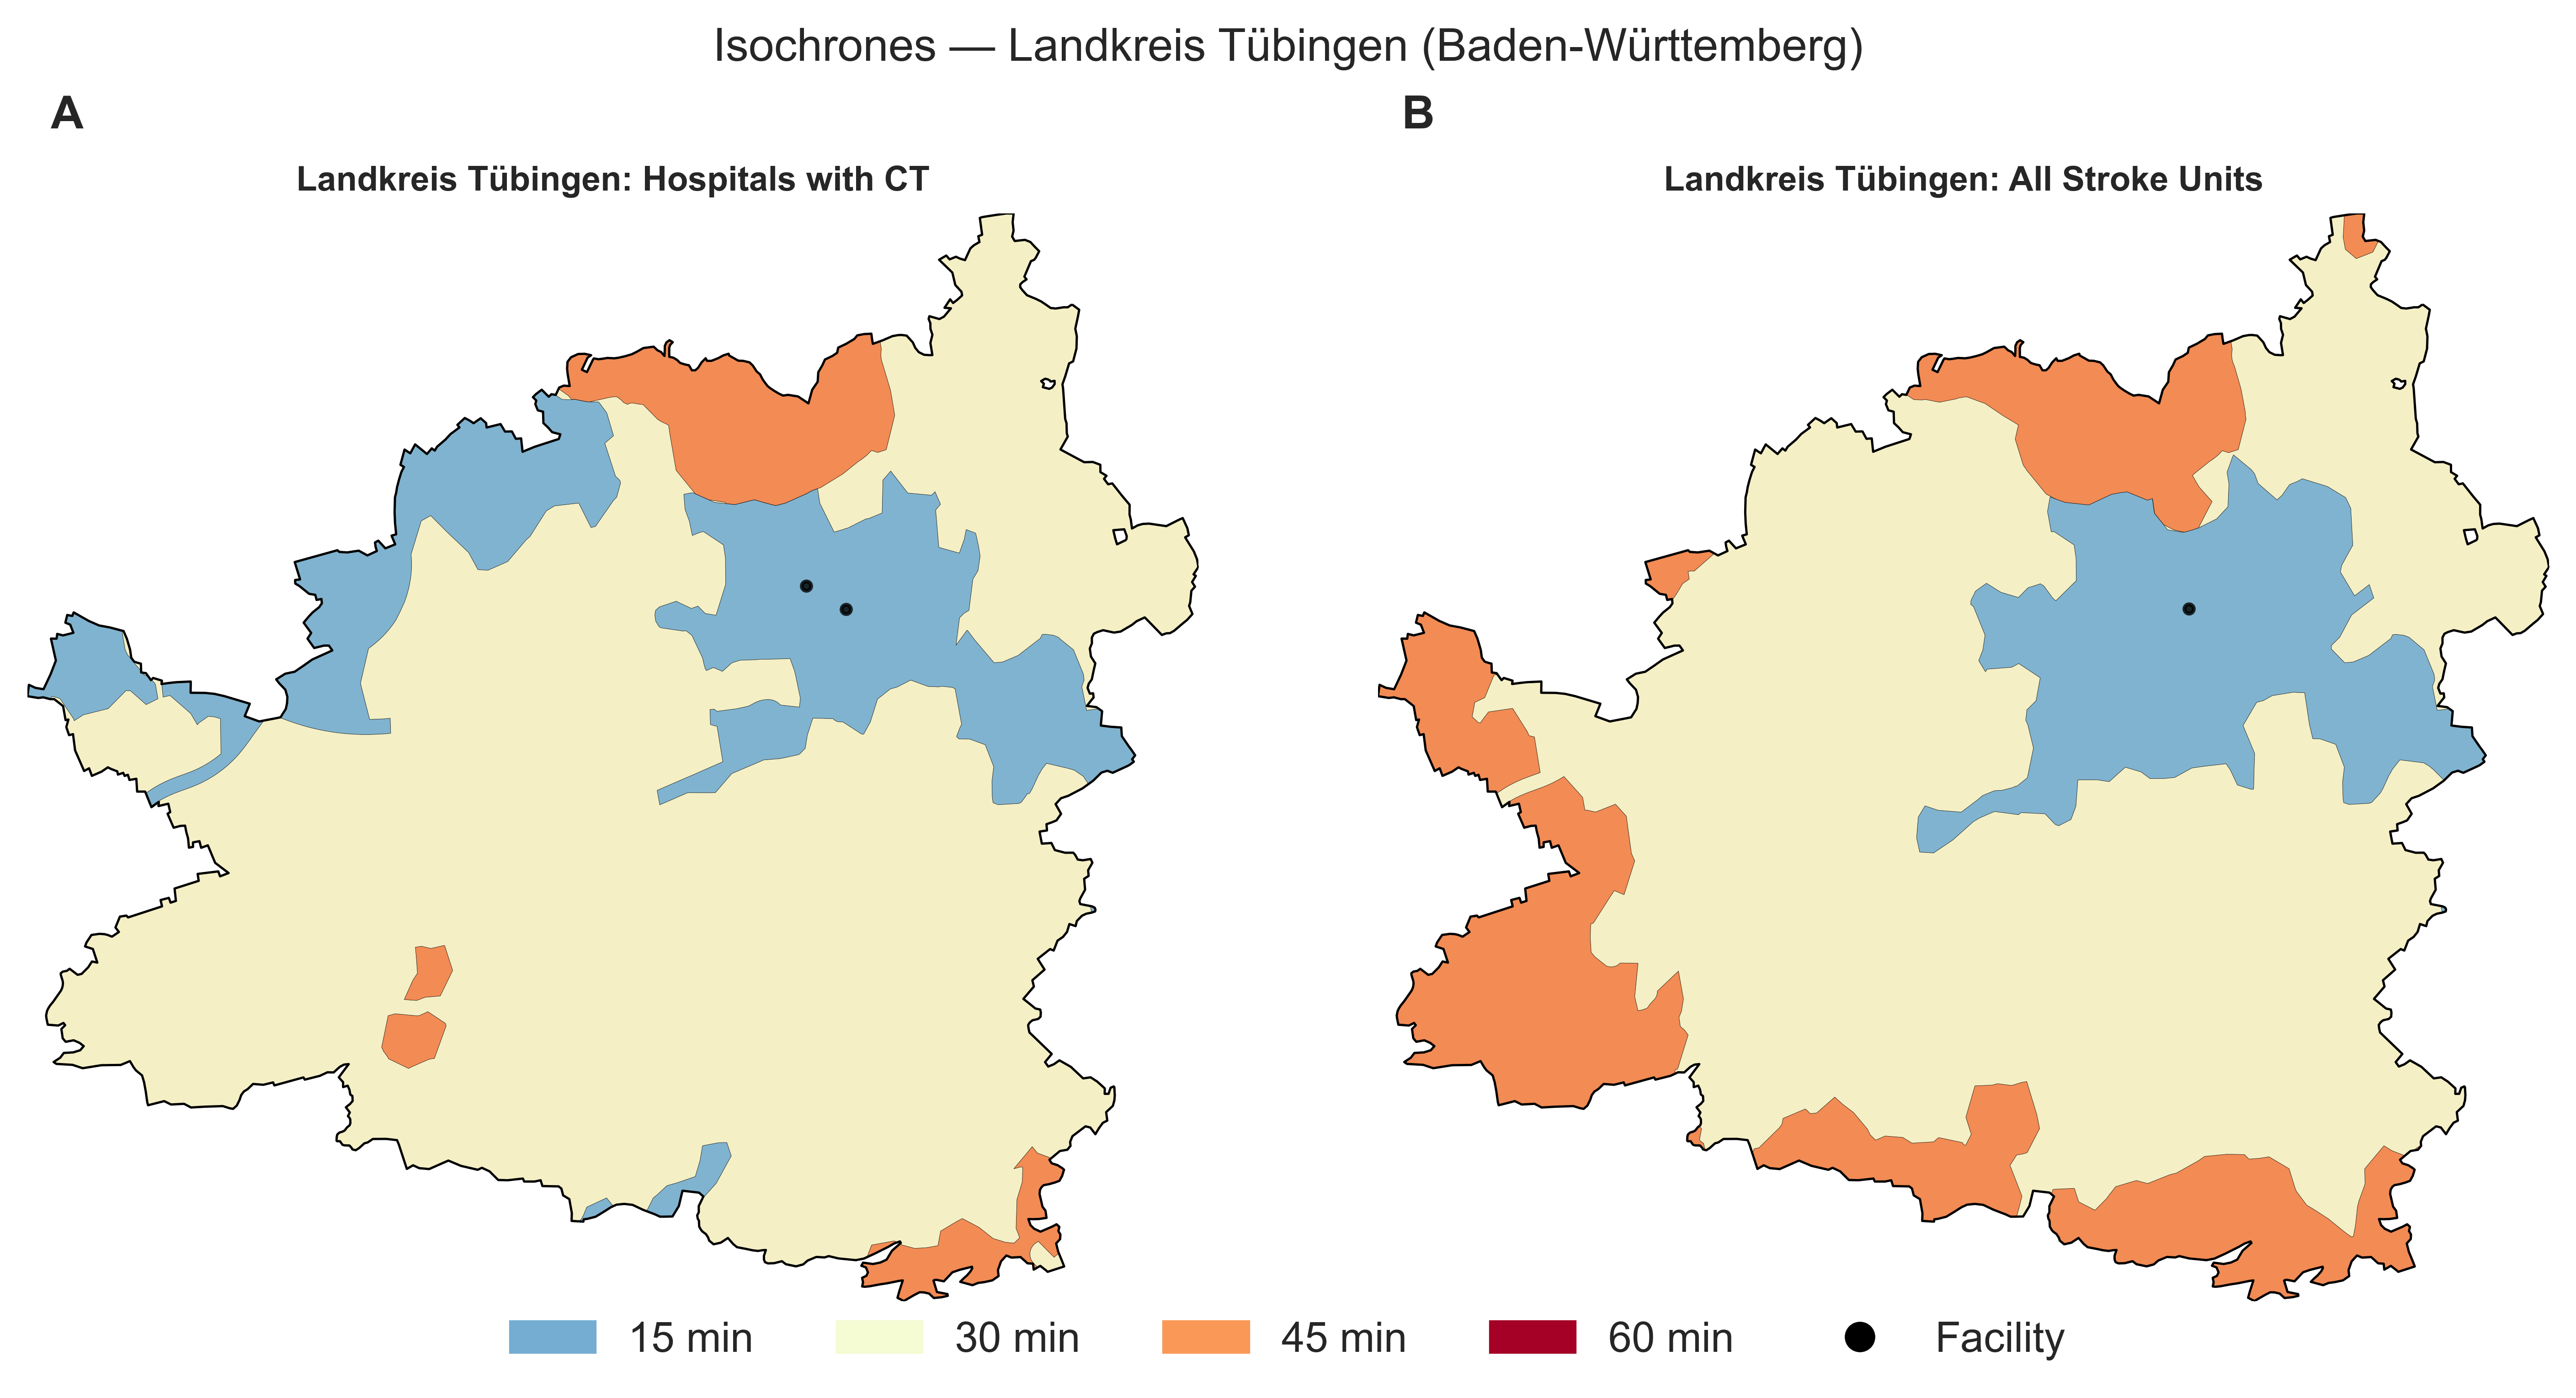 Isochrones — Landkreis Tübingen (Baden-Württemberg)
A
B
Landkreis Tübingen: Hospitals with CT
Landkreis Tübingen: All Stroke Units
15 min
30 min
45 min
60 min
Facility